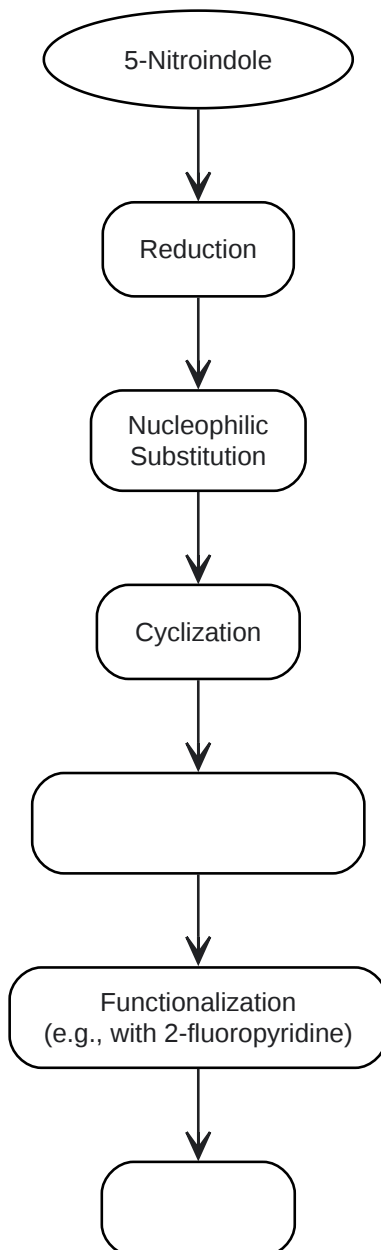 5-Nitroindole
Reduction
Nucleophilic
Substitution
Cyclization
Functionalization
(e.g., with 2-fluoropyridine)